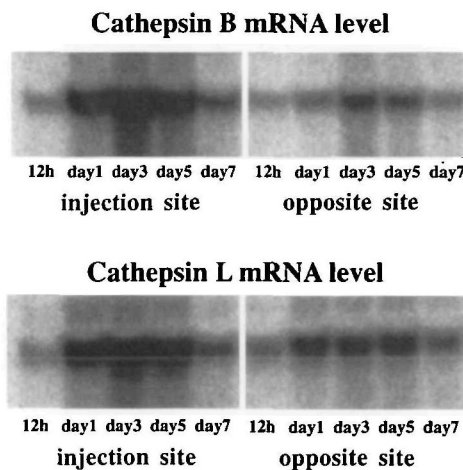 Cathepsin B mRNA level
12h day1 day3 day5 day7 12h day1 day3 day5 day7
injection site opposite site
Cathepsin L mRNA level
12h day1 day3 day5 day7 12h day1 day3 day5 day7
injection site opposite site